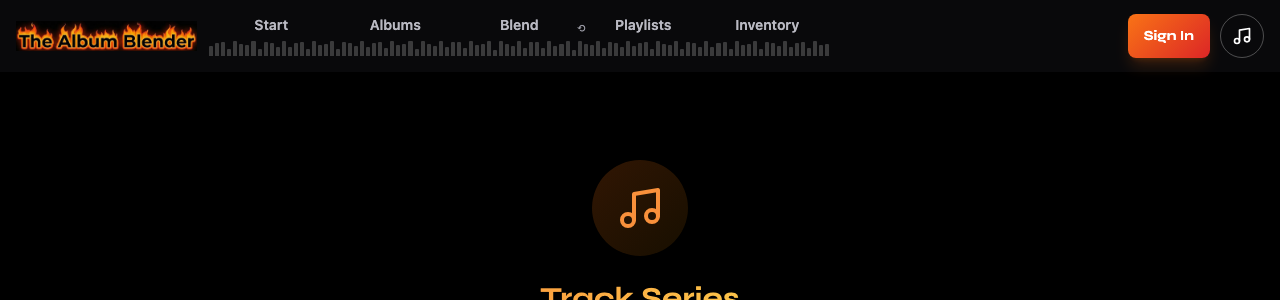 The Album Blender
Start
Albums
Blend
Playlists
Inventory
Sign In
Track Series